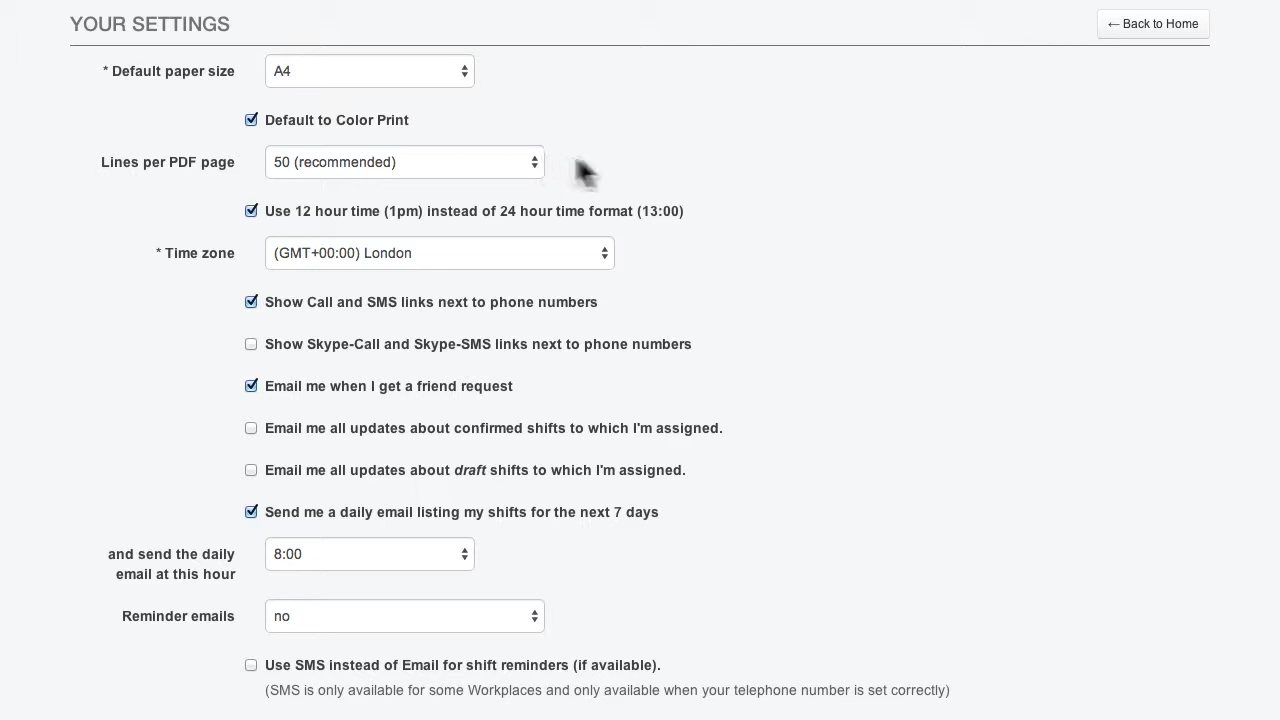 YOUR SETTINGS
← Back to Home
* Default paper size
A4
Default to Color Print
Lines per PDF page
50 (recommended)
Use 12 hour time (1pm) instead of 24 hour time format (13:00)
* Time zone
(GMT+00:00) London
Show Call and SMS links next to phone numbers
Show Skype-Call and Skype-SMS links next to phone numbers
Email me when I get a friend request
Email me all updates about confirmed shifts to which I'm assigned.
Email me all updates about draft shifts to which I'm assigned.
Send me a daily email listing my shifts for the next 7 days
and send the daily
email at this hour
8:00
Reminder emails
no
Use SMS instead of Email for shift reminders (if available).
(SMS is only available for some Workplaces and only available when your telephone number is set correctly)